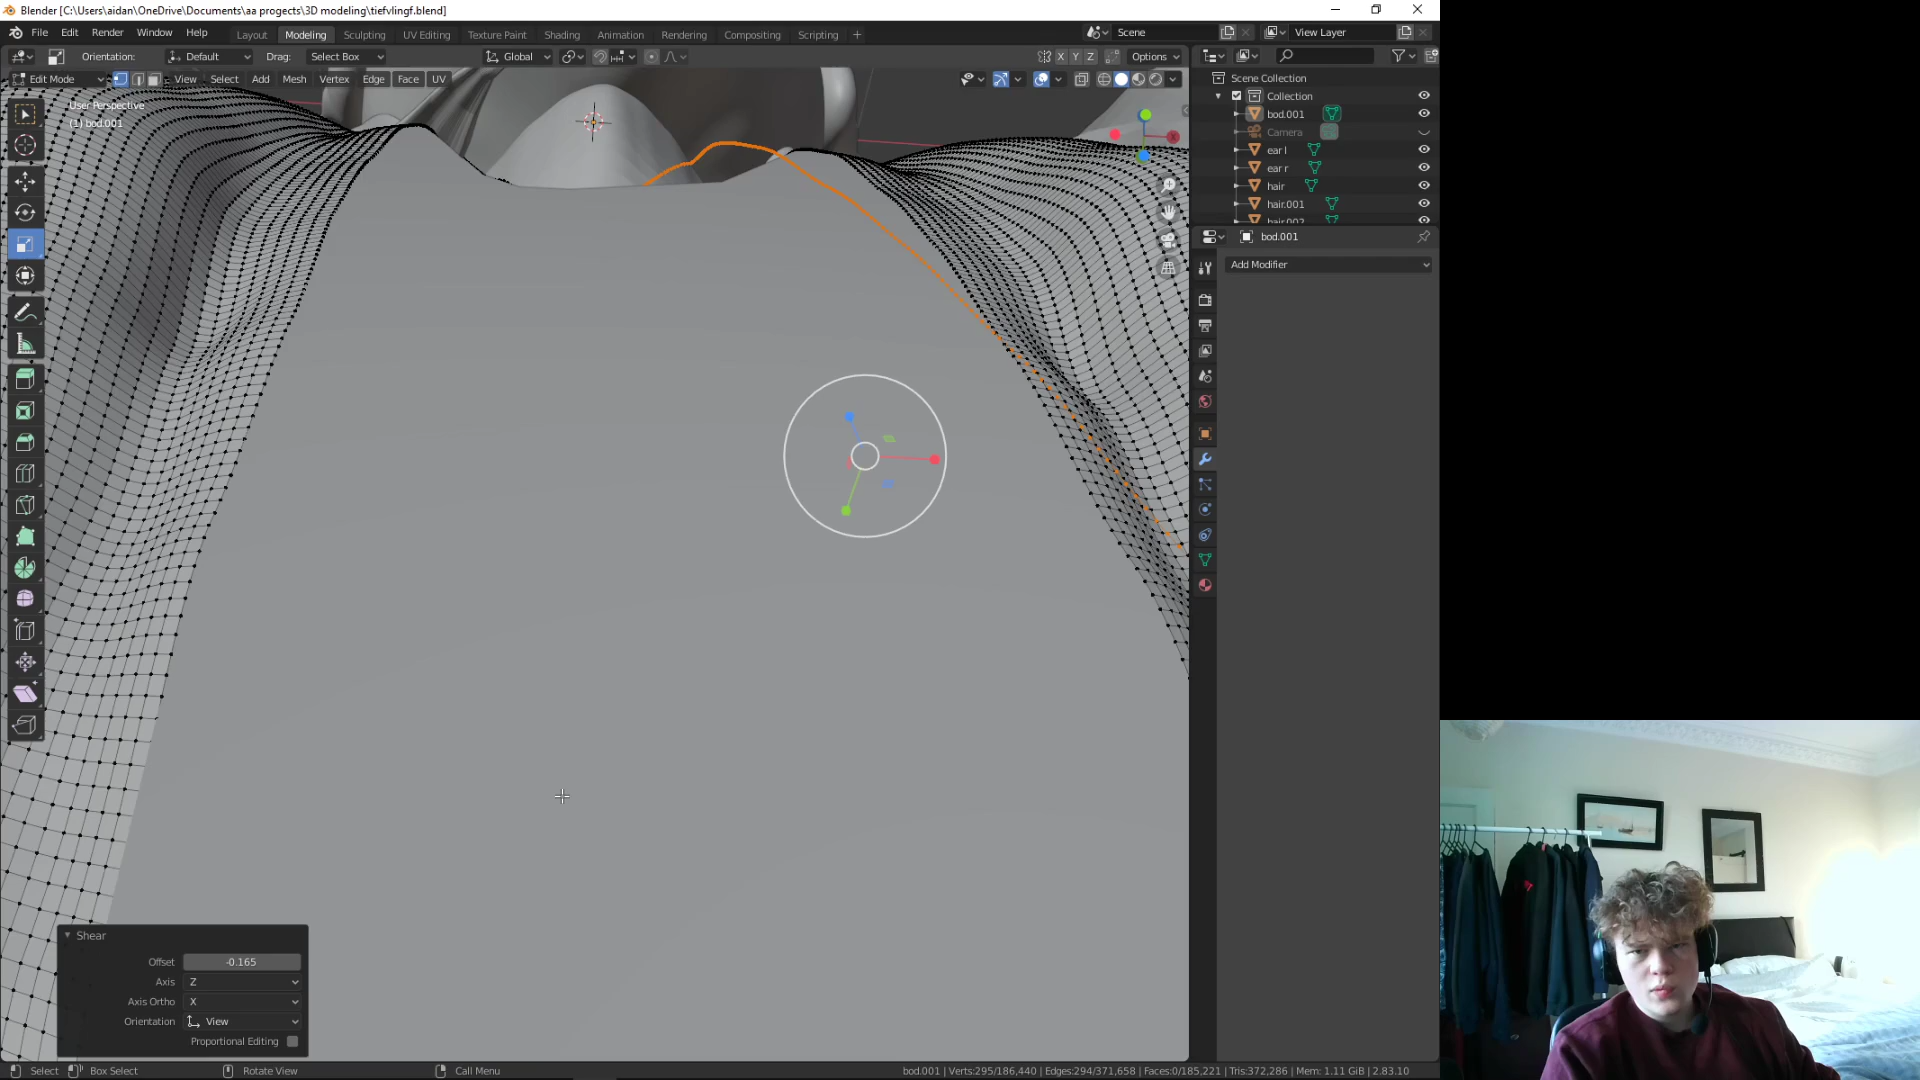 Blender [C:\Users\aidan\OneDrive\Documents\aa progects\3D modeling\tiefvlingf.blend]
File Edit Render Window Help
Layout Modeling Sculpting UV Editing Texture Paint Shading Animation Rendering Compositing Scripting +
Scene
View Layer
Orientation: Default Drag: Select Box
Global
X Y Z Options
Edit Mode View Select Add Mesh Vertex Edge Face UV
User Perspective
(1) bod.001
Scene Collection
Collection
bod.001
Camera
ear l
ear r
hair
hair.001
hair.002
bod.001
Add Modifier
Shear
Offset -0.165
Axis Z
Axis Ortho X
Orientation View
Proportional Editing
Select Box Select Rotate View Call Menu
bod.001 | Verts:295/186,440 | Edges:294/371,658 | Faces:0/185,221 | Tris:372,286 | Mem: 1.11 GiB | 2.83.10